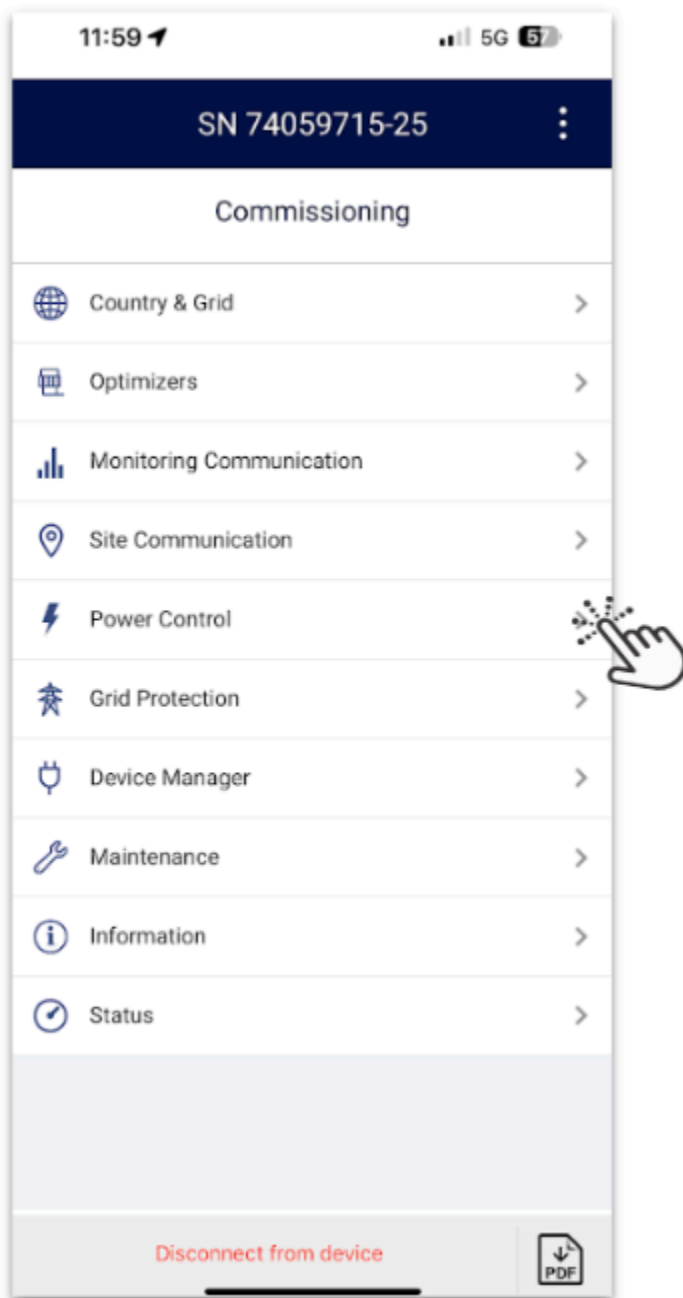 11:59
5G 57
SN 74059715-25
Commissioning
Country & Grid
Optimizers
Monitoring Communication
Site Communication
Power Control
Grid Protection
Device Manager
Maintenance
Information
Status
Disconnect from device
PDF